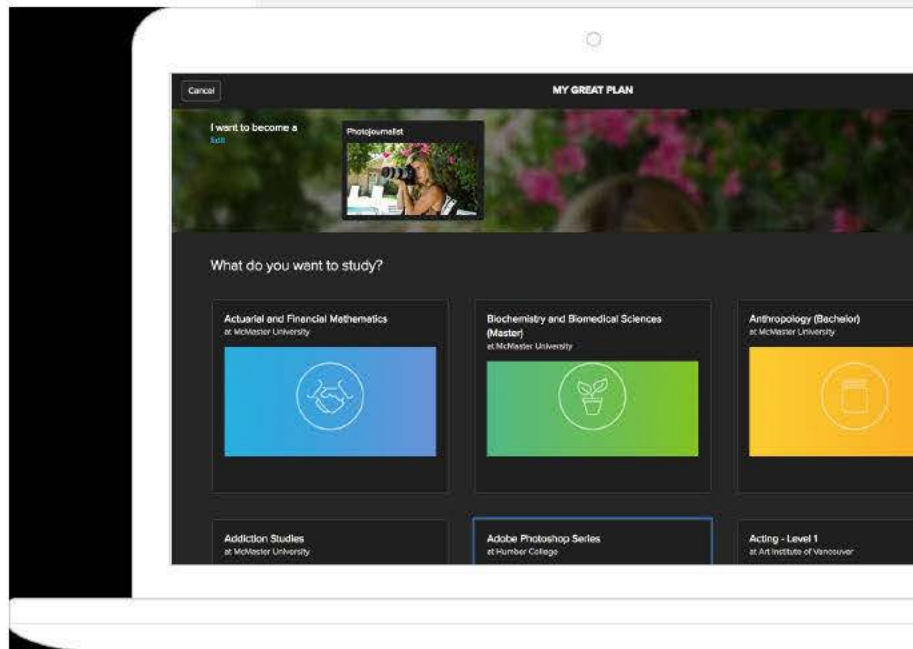 Cancel
MY GREAT PLAN
I want to become a
Edit
Photojournalist
What do you want to study?
Actuarial and Financial Mathematics
at McMaster University
Biochemistry and Biomedical Sciences
(Master)
at McMaster University
Anthropology (Bachelor)
at McMaster University
Addiction Studies
at McMaster University
Adobe Photoshop Series
at Humber College
Acting - Level 1
at Art Institute of Vancouver